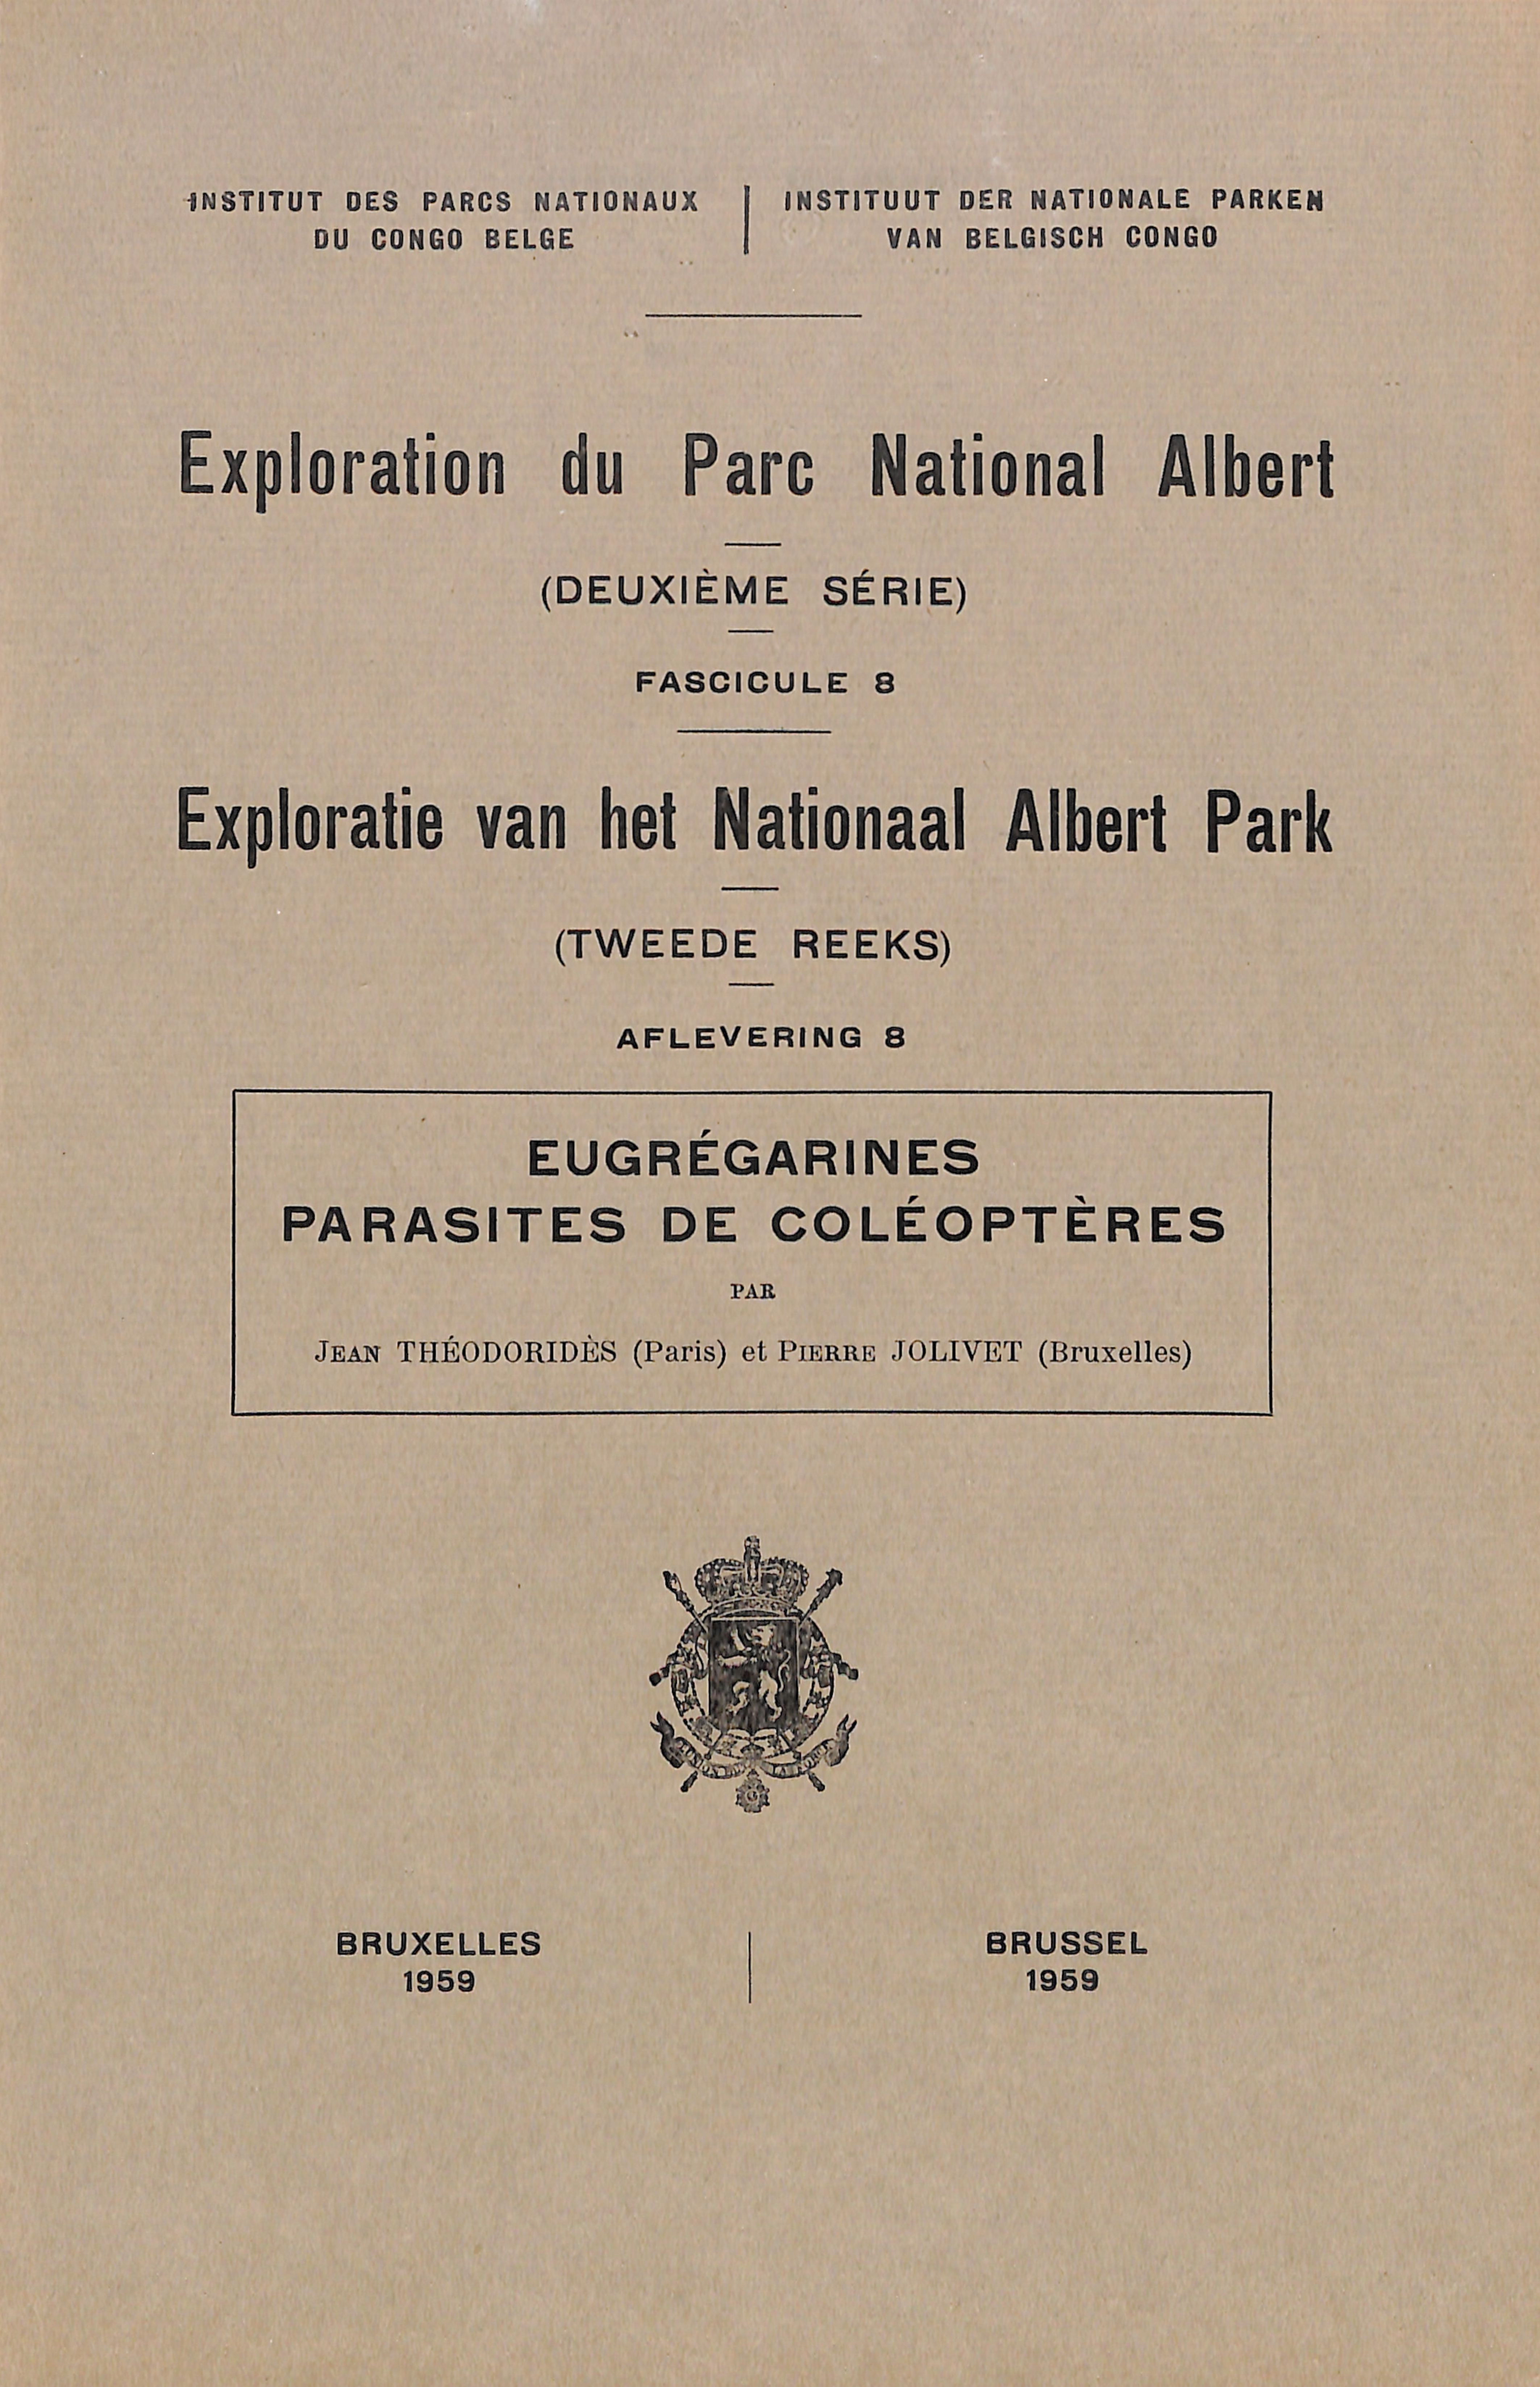 INSTITUT DES PARCS NATIONAUX
DU CONGO BELGE
INSTITUUT DER NATIONALE PARKEN
VAN BELGISCH CONGO
Exploration du Parc National Albert
(DEUXIÈME SÉRIE)
FASCICULE 8
Exploratie van het Nationaal Albert Park
(TWEEDE REEKS)
AFLEVERING 8
EUGRÉGARINES
PARASITES DE COLÉOPTÈRES
PAR
JEAN THÉODORIDÈS (Paris) et PIERRE JOLIVET (Bruxelles)
BRUXELLES
1959
BRUSSEL
1959